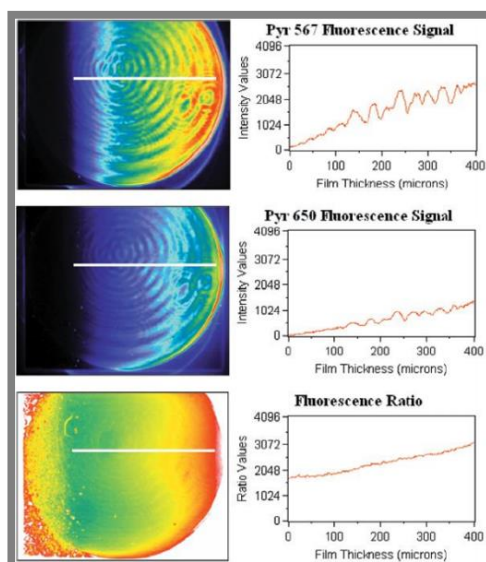 Pyr 567 Fluorescence Signal
4096
3072
2048
1024
0
Intensity Values
0 100 200 300 400
Film Thickness (microns)
Pyr 650 Fluorescence Signal
4096
3072
2048
1024
0
Intensity Values
0 100 200 300 400
Film Thickness (microns)
Fluorescence Ratio
4096
3072
2048
1024
0
Ratio Values
0 100 200 300 400
Film Thickness (microns)